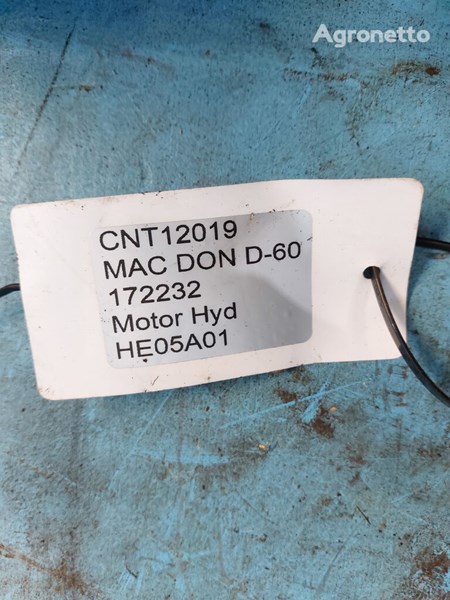 Agronetto
CNT12019
MAC DON D-60
172232
Motor Hyd
HE05A01